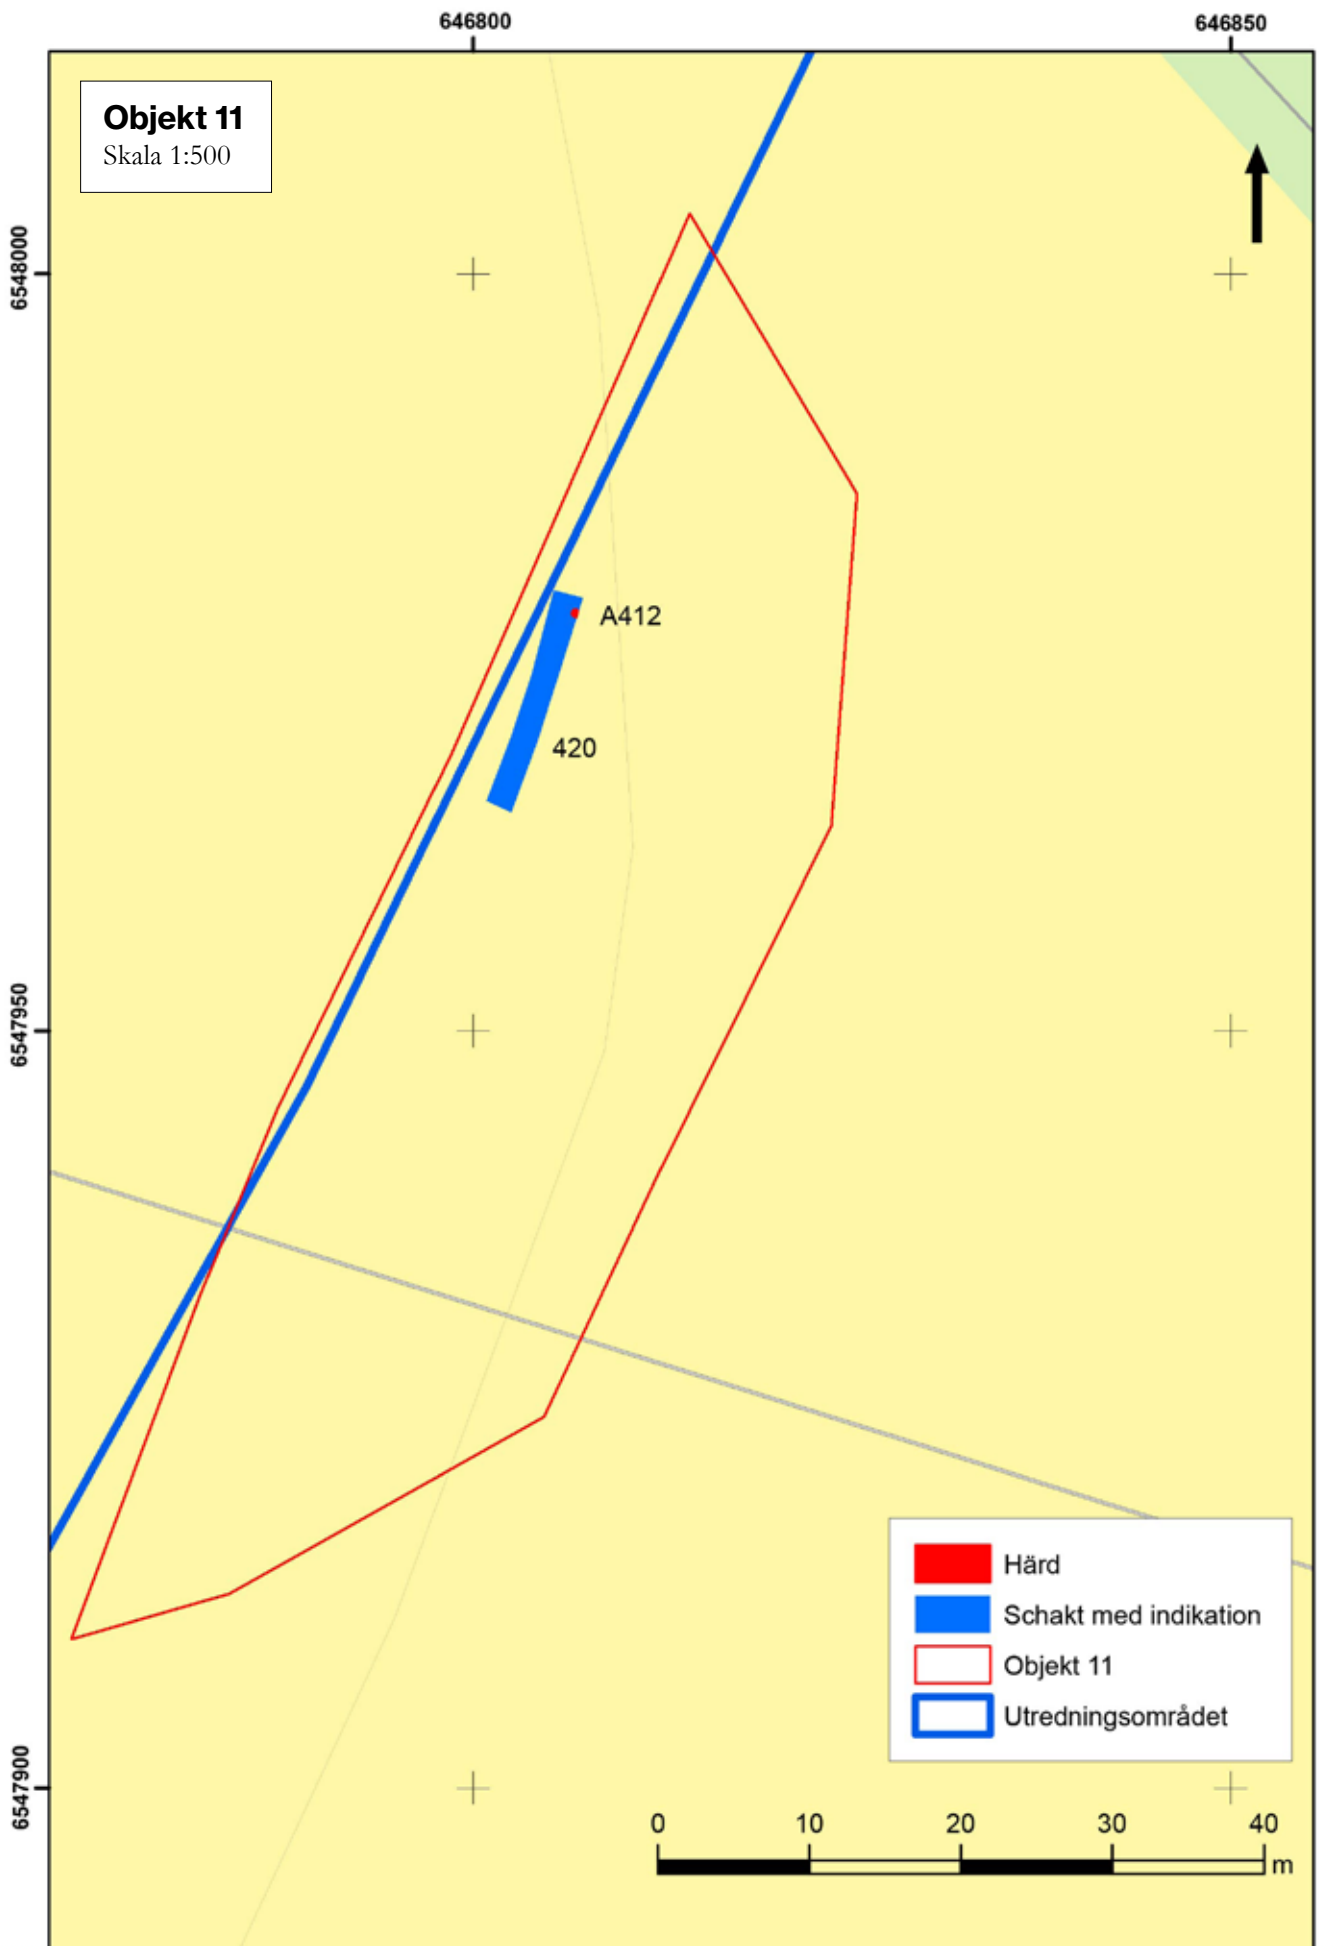 646800
646850
Objekt 11
Skala 1:500
6548000
A412
420
6547950
Härd
Schakt med indikation
Objekt 11
Utredningsområdet
6547900
0 10 20 30 40
m